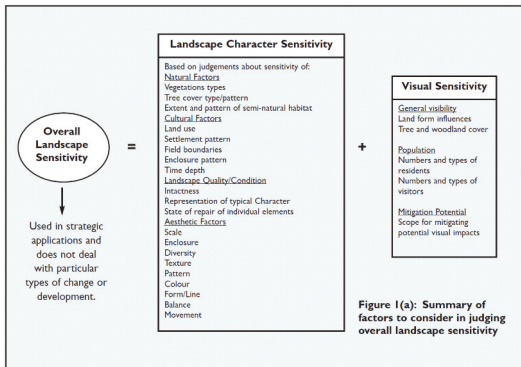 Overall
Landscape
Sensitivity
Used in strategic
applications and
does not deal
with particular
types of change or
development.
=
Landscape Character Sensitivity
Based on judgements about sensitivity of:
Natural Factors
Vegetations types
Tree cover type/pattern
Extent and pattern of semi-natural habitat
Cultural Factors
Land use
Settlement pattern
Field boundaries
Enclosure pattern
Time depth
Landscape Quality/Condition
Intactness
Representation of typical Character
State of repair of individual elements
Aesthetic Factors
Scale
Enclosure
Diversity
Texture
Pattern
Colour
Form/Line
Balance
Movement
+
Visual Sensitivity
General visibility
Land form influences
Tree and woodland cover
Population
Numbers and types of
residents
Numbers and types of
visitors
Mitigation Potential
Scope for mitigating
potential visual impacts
Figure 1(a): Summary of
factors to consider in judging
overall landscape sensitivity